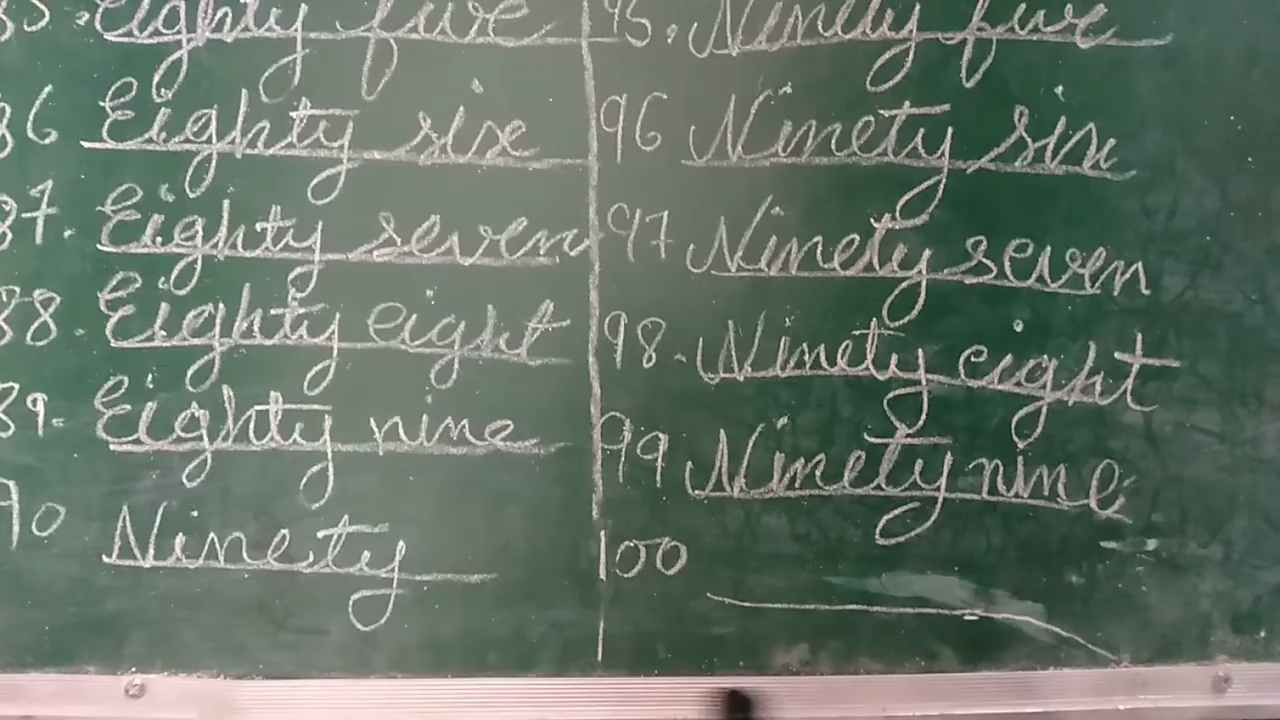 85. Eighty five
86 Eighty six
87. Eighty seven
88. Eighty eight
89. Eighty nine
90 Ninety
95. Ninety five
96 Ninety six
97 Ninety seven
98. Ninety eight
99 Ninety nine
100